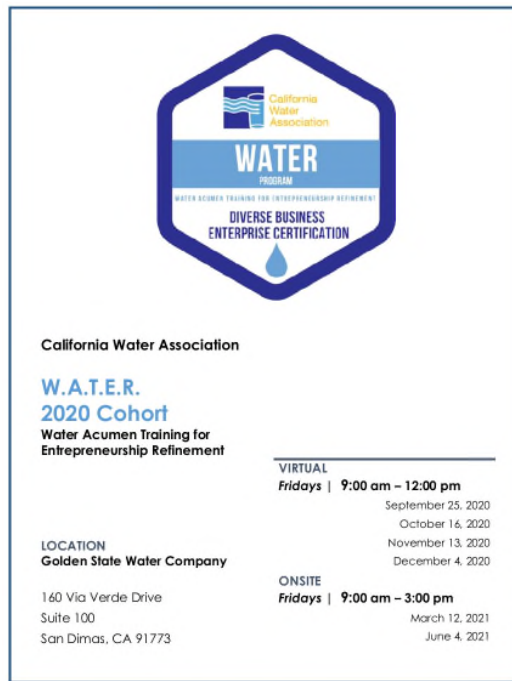 California
Water
Association
WATER
PROGRAM
WATER ACUMEN TRAINING FOR ENTREPRENEURSHIP REFINEMENT
DIVERSE BUSINESS
ENTERPRISE CERTIFICATION
California Water Association
W.A.T.E.R.
2020 Cohort
Water Acumen Training for
Entrepreneurship Refinement
LOCATION
Golden State Water Company
160 Via Verde Drive
Suite 100
San Dimas, CA 91773
VIRTUAL
Fridays | 9:00 am – 12:00 pm
September 25, 2020
October 16, 2020
November 13, 2020
December 4, 2020
ONSITE
Fridays | 9:00 am – 3:00 pm
March 12, 2021
June 4, 2021